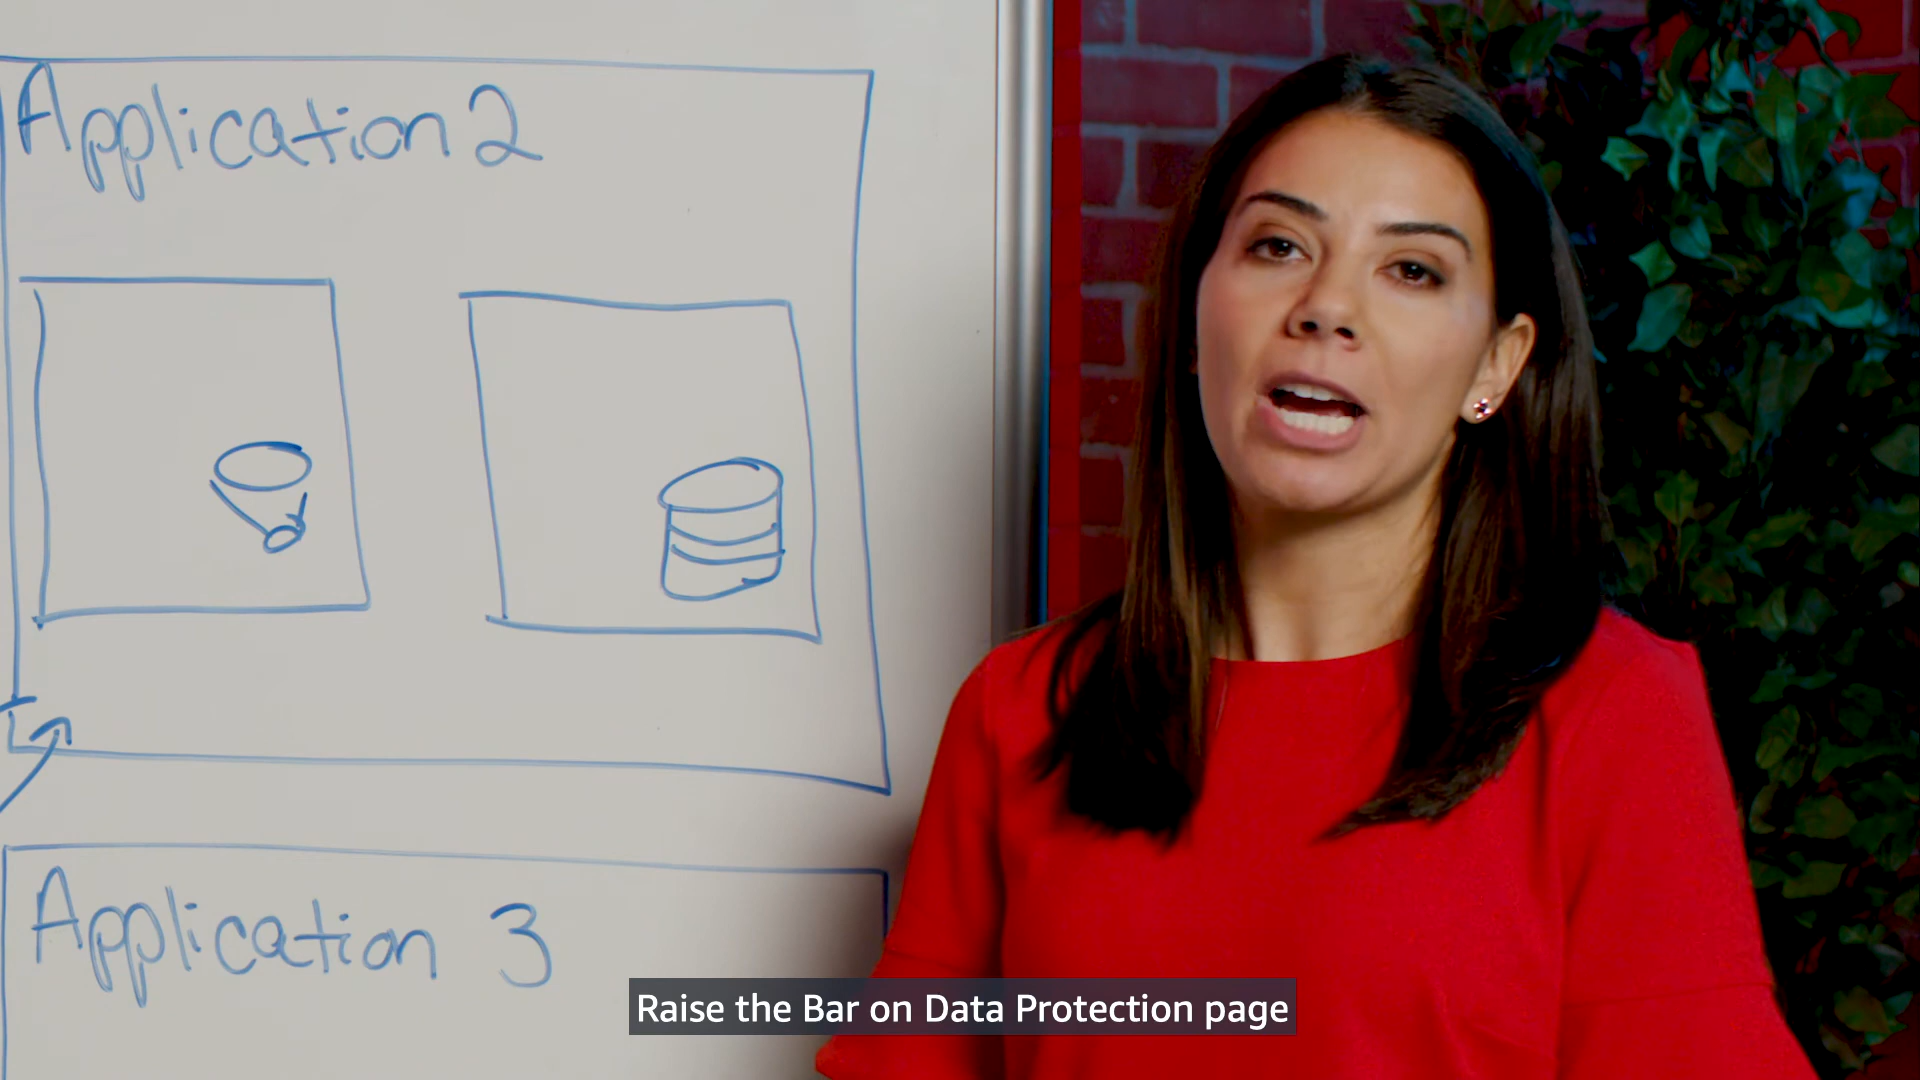 Application 2
Application 3
Raise the Bar on Data Protection page